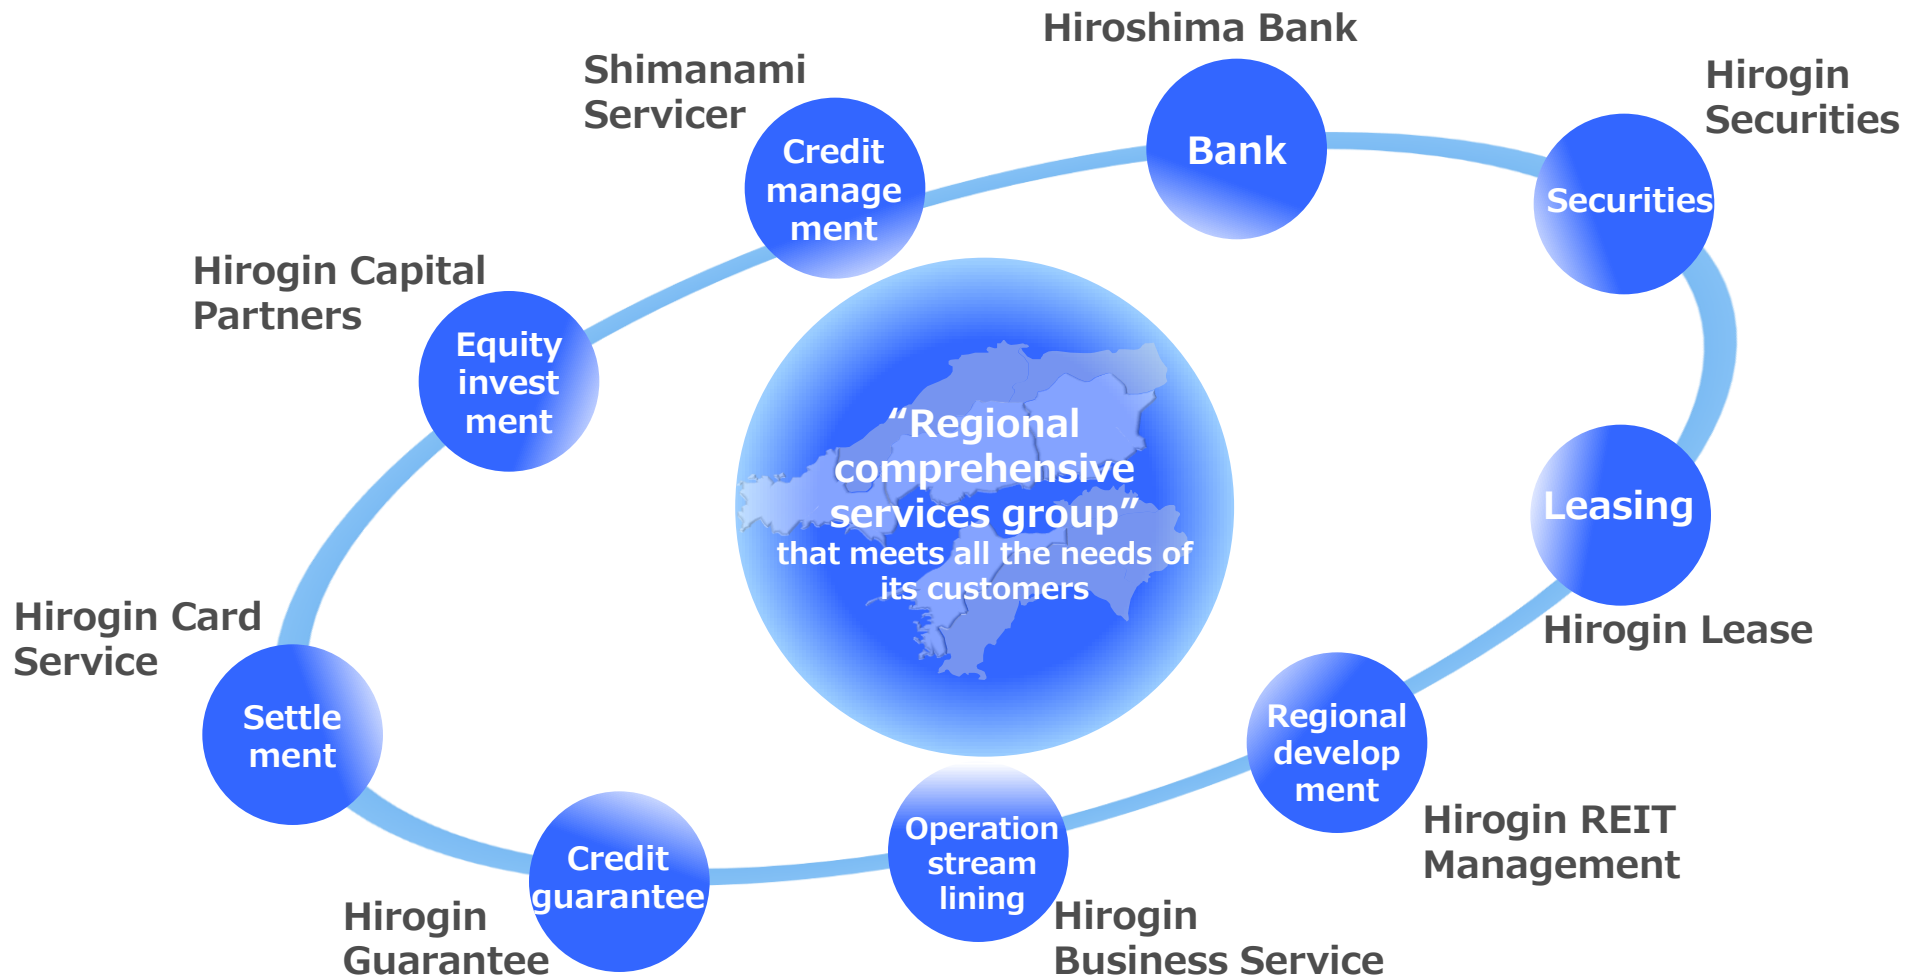 Hiroshima Bank
Bank
Hirogin
Securities
Securities
Leasing
Hirogin Lease
Regional
develop
ment
Hirogin REIT
Management
Operation
stream
lining
Hirogin
Business Service
Credit
guarantee
Hirogin
Guarantee
Hirogin Card
Service
Settle
ment
Hirogin Capital
Partners
Equity
invest
ment
Shimanami
Servicer
Credit
manage
ment
“Regional
comprehensive
services group”
that meets all the needs of
its customers